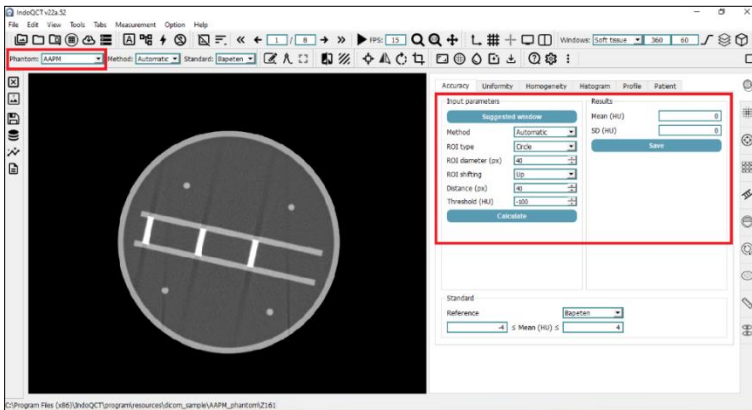 IndoQCT v22a.52
File Edit View Tools Tabs Measurement Option Help
1 / 8 FPS: 15 Windows: Soft tissue 360 60
Phantom: AAPM Method: Automatic Standard: Bapeten
Accuracy Uniformity Homogeneity Histogram Profile Patient
Input parameters Results
Suggested window Mean (HU) 0
Method Automatic SD (HU) 0
ROI type Circle Save
ROI diameter (px) 40
ROI shifting Up
Distance (px) 40
Threshold (HU) -100
Calculate
Standard
Reference Bapeten
-4 ≤ Mean (HU) ≤ 4
C:\Program Files (x86)\IndoQCT\program\resources\dicom_sample\AAPM_phantom\Z161